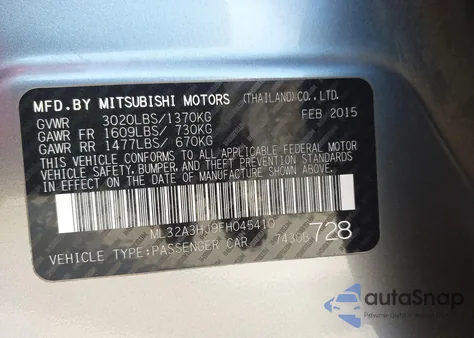 MFD.BY MITSUBISHI MOTORS (THAILAND)CO.,LTD.
GVWR 3020LBS/1370KG FEB 2015
GAWR FR 1609LBS/ 730KG
GAWR RR 1477LBS/ 670KG
THIS VEHICLE CONFORMS TO ALL APPLICABLE FEDERAL MOTOR
VEHICLE SAFETY, BUMPER, AND THEFT PREVENTION STANDARDS
IN EFFECT ON THE DATE OF MANUFACTURE SHOWN ABOVE.
ML32A3HJ9FH045410
VEHICLE TYPE:PASSENGER CAR 728
autoSnap